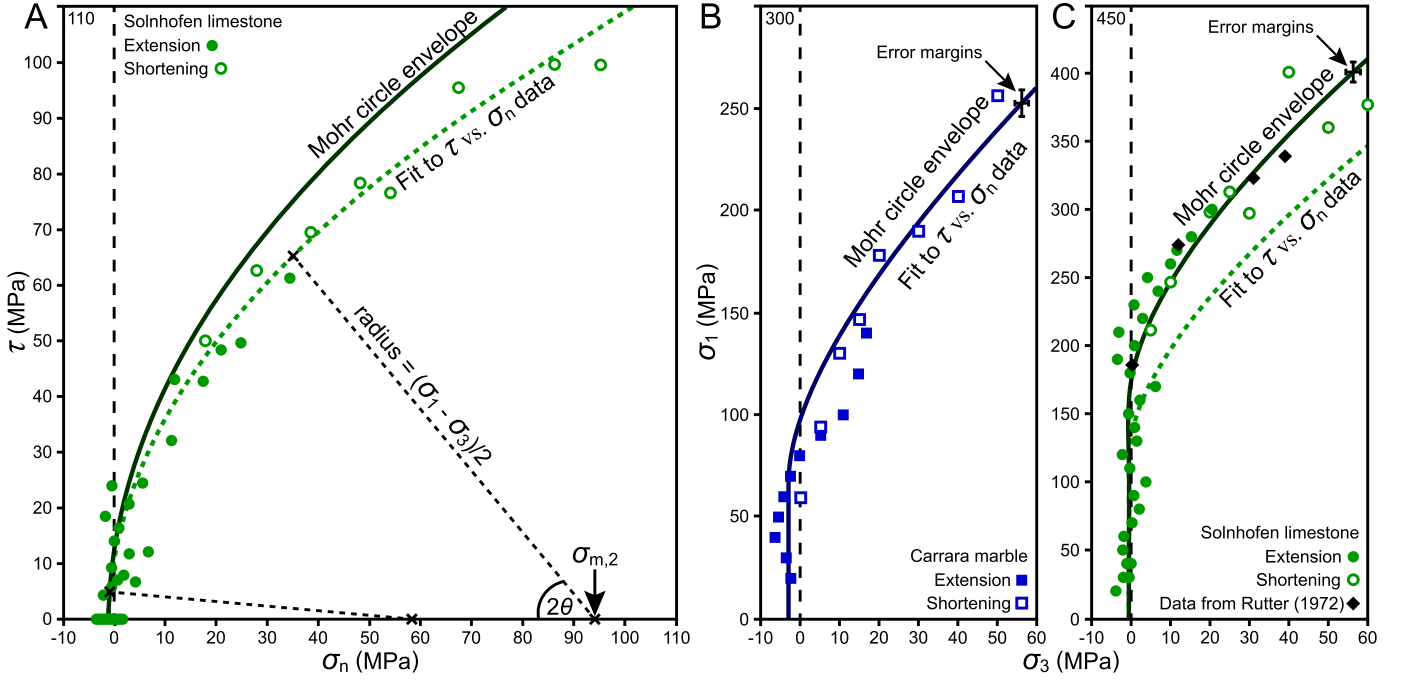 A
110
Solnhofen limestone
Extension
Shortening
Mohr circle envelope
Fit to τ vs. σn data
radius = (σ1 - σ3)/2
σm,2
2θ
100
90
80
70
60
50
40
30
20
10
0
τ (MPa)
-10 0 10 20 30 40 50 60 70 80 90 100 110
σn (MPa)
B
300
Error margins
Mohr circle envelope
Fit to τ vs. σn data
250
200
150
100
50
0
σ1 (MPa)
Carrara marble
Extension
Shortening
-10 0 10 20 30 40 50 60
C
450
Error margins
Mohr circle envelope
Fit to τ vs. σn data
400
350
300
250
200
150
100
50
0
Solnhofen limestone
Extension
Shortening
Data from Rutter (1972)
-10 0 10 20 30 40 50 60
σ3 (MPa)